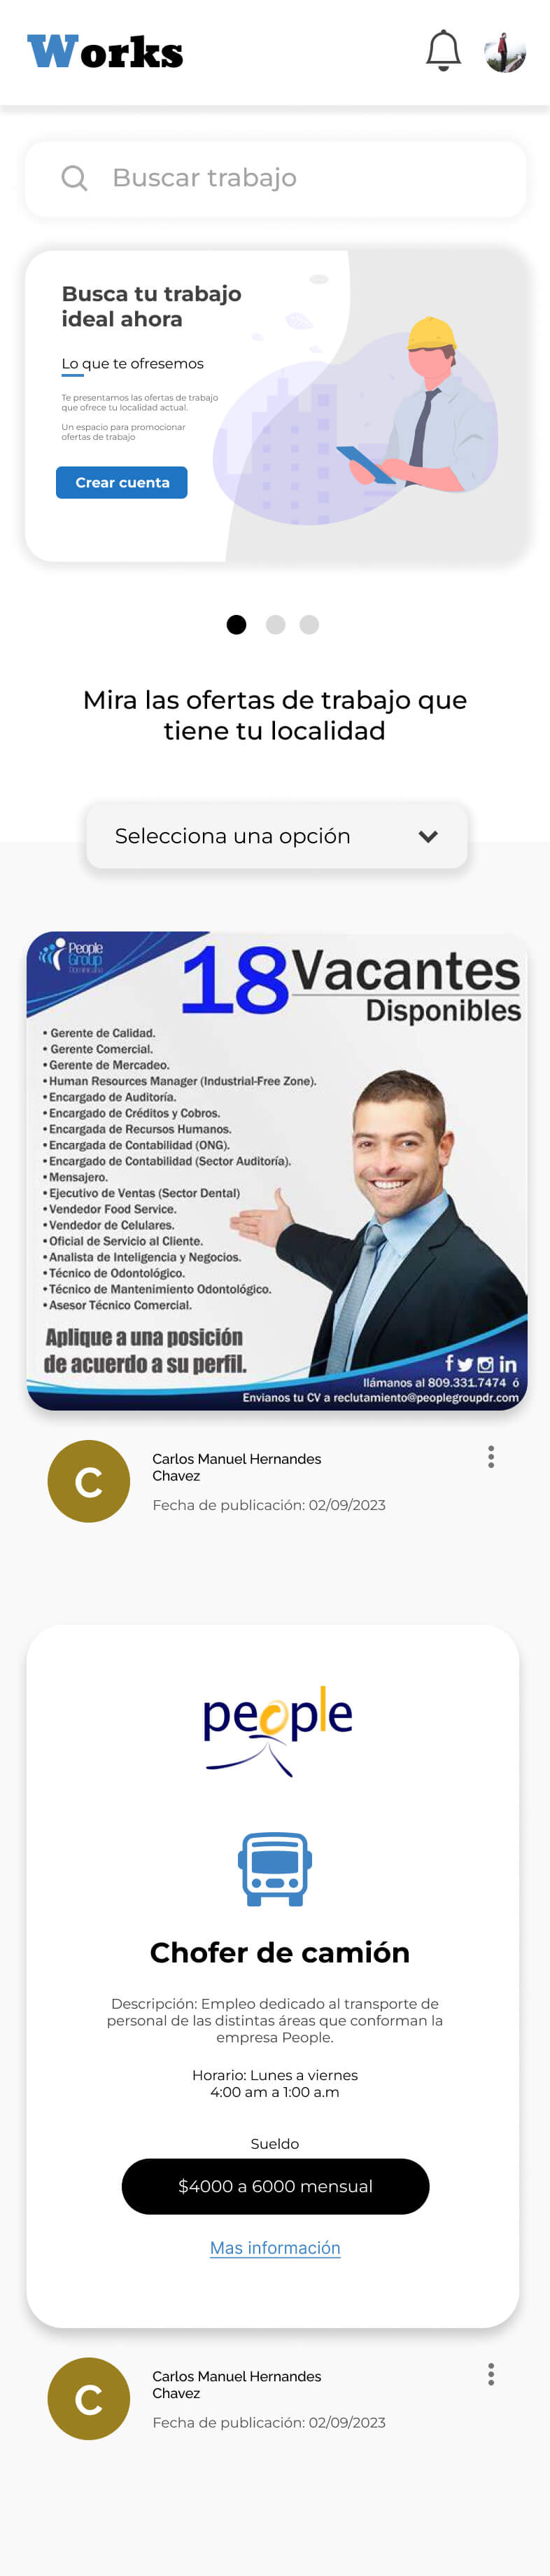 Works
Buscar trabajo
Busca tu trabajo
ideal ahora
Lo que te ofresemos
Te presentamos las ofertas de trabajo
que ofrece tu localidad actual.
Un espacio para promocionar
ofertas de trabajo
Crear cuenta
Mira las ofertas de trabajo que
tiene tu localidad
Selecciona una opción
People
Group
Dominicana
18 Vacantes
Disponibles
• Gerente de Calidad.
• Gerente Comercial.
• Gerente de Mercadeo.
• Human Resources Manager (Industrial-Free Zone).
• Encargado de Auditoría.
• Encargado de Créditos y Cobros.
• Encargada de Recursos Humanos.
• Encargada de Contabilidad (ONG).
• Encargado de Contabilidad (Sector Auditoría).
• Mensajero.
• Ejecutivo de Ventas (Sector Dental)
• Vendedor Food Service.
• Vendedor de Celulares.
• Oficial de Servicio al Cliente.
• Analista de Inteligencia y Negocios.
• Técnico de Odontológico.
• Técnico de Mantenimiento Odontológico.
• Asesor Técnico Comercial.
Aplique a una posición
de acuerdo a su perfil.
llámanos al 809.331.7474 ó
Envianos tu CV a reclutamiento@peoplegroupdr.com
C
Carlos Manuel Hernandes
Chavez
Fecha de publicación: 02/09/2023
people
Chofer de camión
Descripción: Empleo dedicado al transporte de
personal de las distintas áreas que conforman la
empresa People.
Horario: Lunes a viernes
4:00 am a 1:00 a.m
Sueldo
$4000 a 6000 mensual
Mas información
C
Carlos Manuel Hernandes
Chavez
Fecha de publicación: 02/09/2023